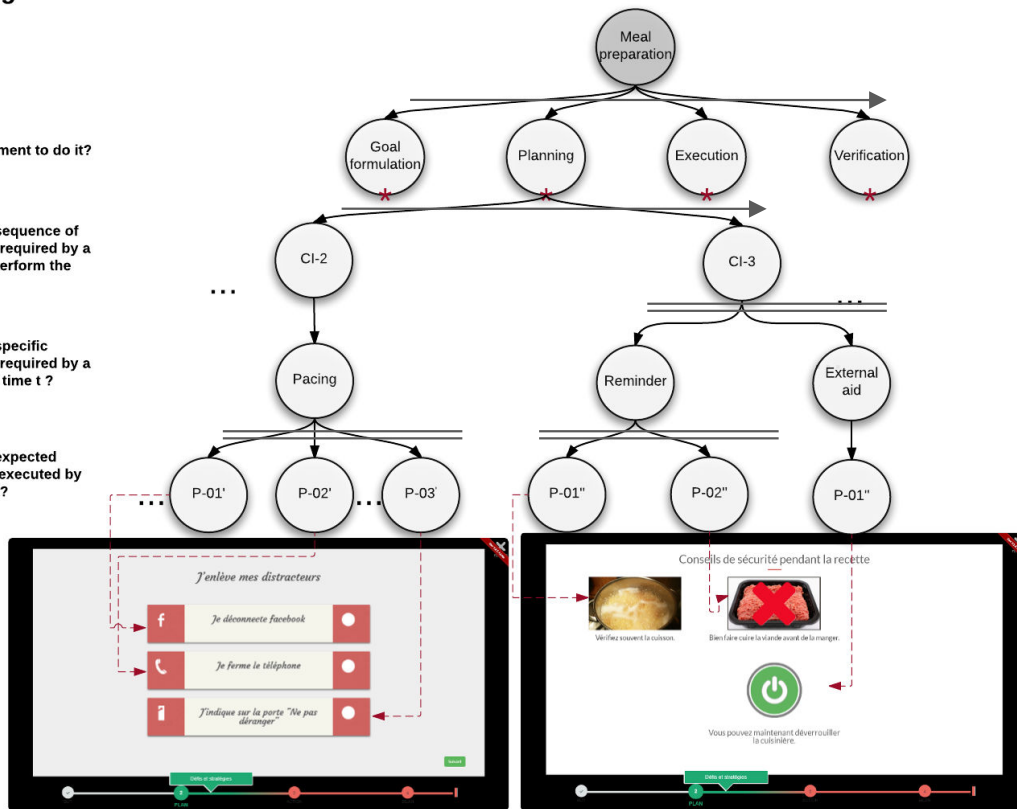 g
Meal
preparation
ment to do it?
Goal
formulation
Planning
Execution
Verification
*
*
*
*
sequence of
required by a
erform the
CI-2
CI-3
...
...
specific
required by a
time t ?
Pacing
Reminder
External
aid
expected
executed by
?
...
P-01'
P-02'
...
P-03'
P-01"
P-02"
P-01"
J'enlève mes distracteurs
f
Je déconnecte facebook
Je ferme le téléphone
J'indique sur la porte "Ne pas
déranger"
Défis et stratégies
2
PLAN
Conseils de sécurité pendant la recette
Vérifiez souvent la cuisson.
Bien faire cuire la viande avant de la manger.
Vous pouvez maintenant déverrouiller
la cuisinière.
Défis et stratégies
2
PLAN